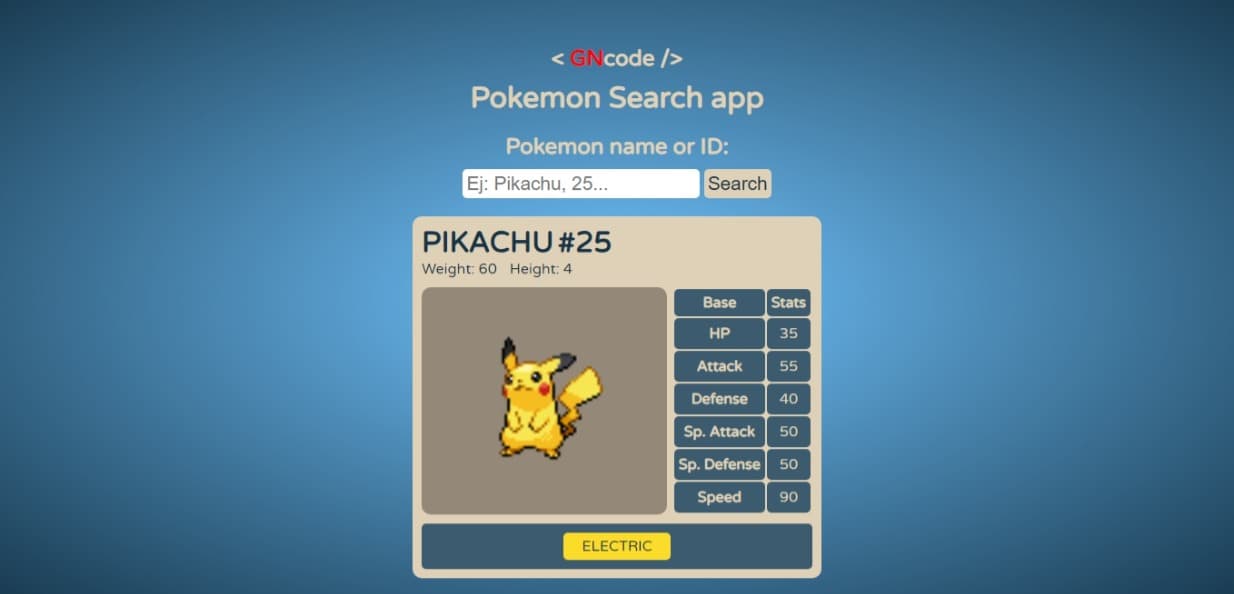 < GNcode />
Pokemon Search app
Pokemon name or ID:
Ej: Pikachu, 25... Search
PIKACHU #25
Weight: 60 Height: 4
Base Stats
HP 35
Attack 55
Defense 40
Sp. Attack 50
Sp. Defense 50
Speed 90
ELECTRIC